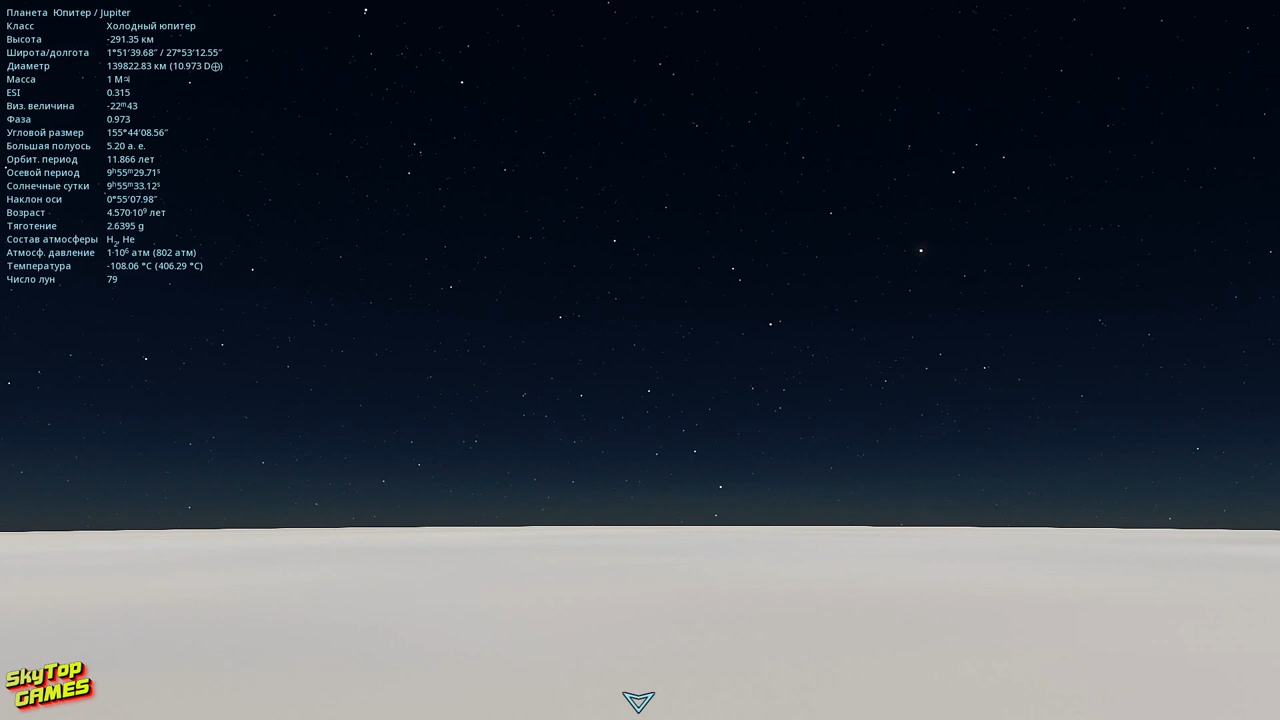 Планета Юпитер / Jupiter
Класс Холодный юпитер
Высота -291.35 км
Широта/долгота 1°51′39.68″ / 27°53′12.55″
Диаметр 139822.83 км (10.973 D⊕)
Масса 1 M♃
ESI 0.315
Виз. величина -22ᵐ43
Фаза 0.973
Угловой размер 155°44′08.56″
Большая полуось 5.20 а. е.
Орбит. период 11.866 лет
Осевой период 9ʰ55ᵐ29.71ˢ
Солнечные сутки 9ʰ55ᵐ33.12ˢ
Наклон оси 0°55′07.98″
Возраст 4.570·10⁹ лет
Тяготение 2.6395 g
Состав атмосферы H₂, He
Атмосф. давление 1·10⁶ атм (802 атм)
Температура -108.06 °C (406.29 °C)
Число лун 79
SkyTop
GAMES